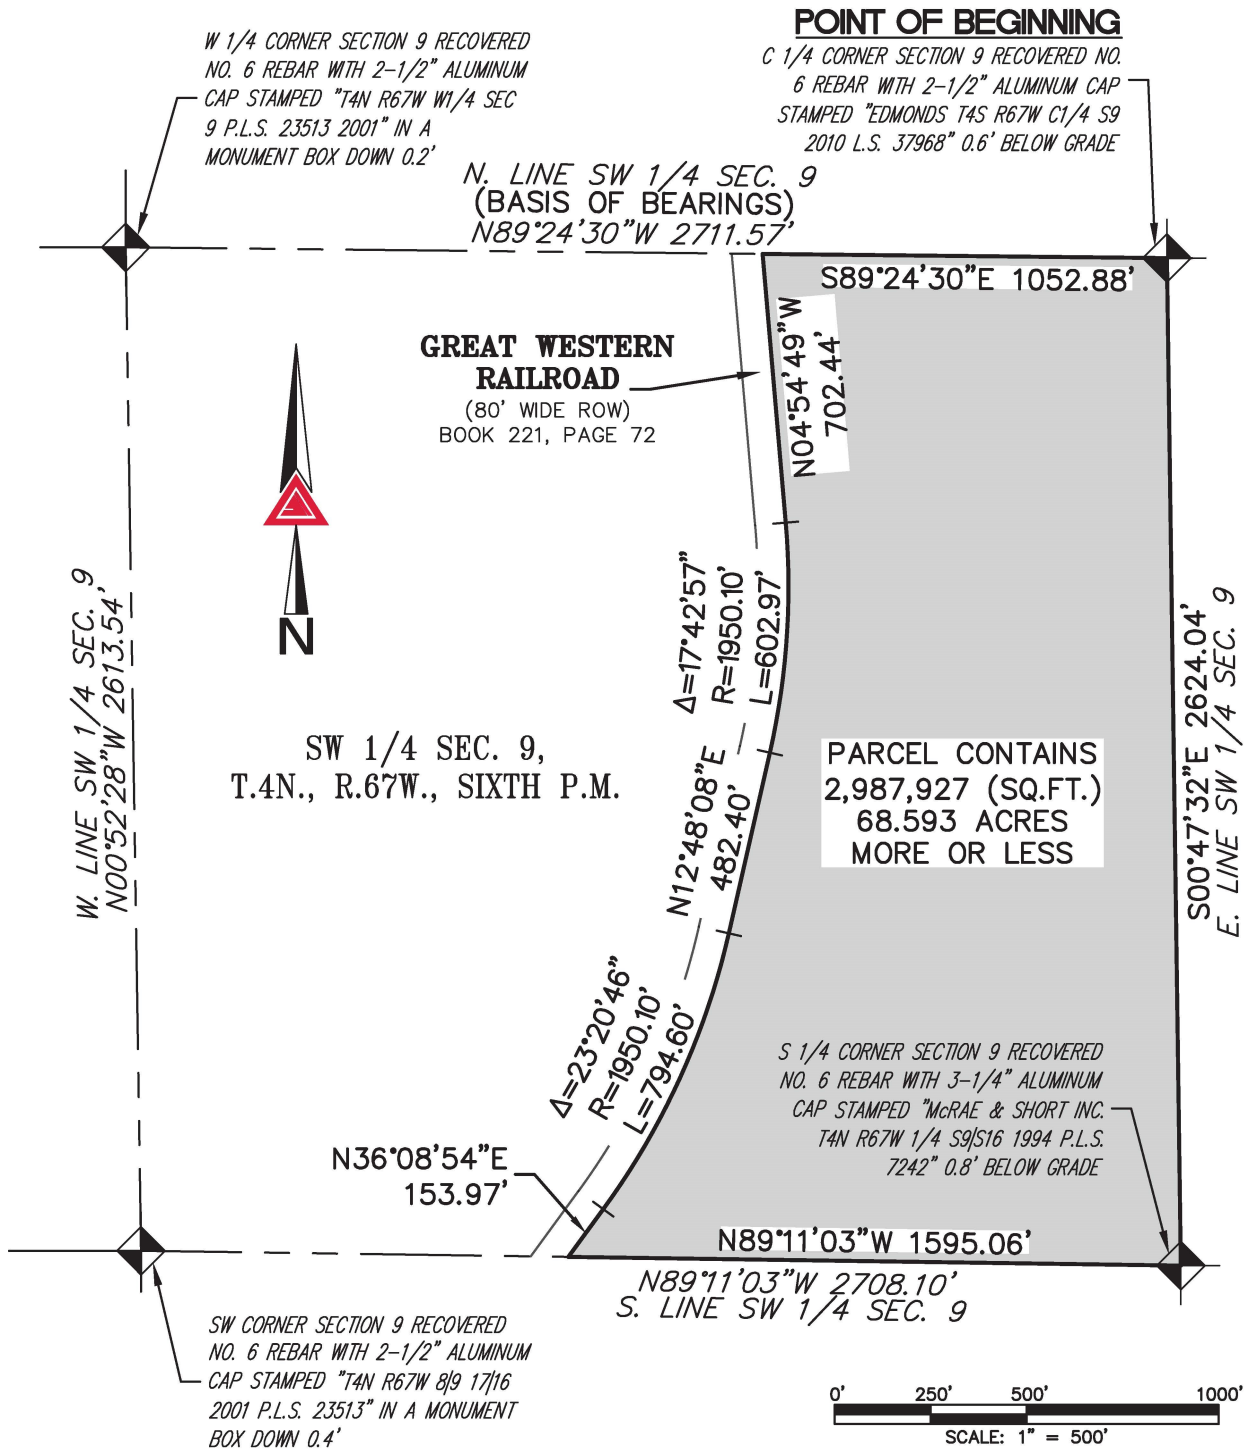 POINT OF BEGINNING
W 1/4 CORNER SECTION 9 RECOVERED
NO. 6 REBAR WITH 2-1/2" ALUMINUM
CAP STAMPED "T4N R67W W1/4 SEC
9 P.L.S. 23513 2001" IN A
MONUMENT BOX DOWN 0.2'
C 1/4 CORNER SECTION 9 RECOVERED NO.
6 REBAR WITH 2-1/2" ALUMINUM CAP
STAMPED "EDMONDS T4S R67W C1/4 S9
2010 L.S. 37968" 0.6' BELOW GRADE
N. LINE SW 1/4 SEC. 9
(BASIS OF BEARINGS)
N89°24'30"W 2711.57'
S89°24'30"E 1052.88'
GREAT WESTERN
RAILROAD
(80' WIDE ROW)
BOOK 221, PAGE 72
N04°54'49"W
702.44'
N
Δ=17°42'57"
R=1950.10'
L=602.97'
W. LINE SW 1/4 SEC. 9
N00°52'28"W 2613.54'
SW 1/4 SEC. 9,
T.4N., R.67W., SIXTH P.M.
N12°48'08"E
482.40'
PARCEL CONTAINS
2,987,927 (SQ.FT.)
68.593 ACRES
MORE OR LESS
S00°47'32"E 2624.04'
E. LINE SW 1/4 SEC. 9
Δ=23°20'46"
R=1950.10'
L=794.60'
S 1/4 CORNER SECTION 9 RECOVERED
NO. 6 REBAR WITH 3-1/4" ALUMINUM
CAP STAMPED "McRAE & SHORT INC.
T4N R67W 1/4 S9|S16 1994 P.L.S.
7242" 0.8' BELOW GRADE
N36°08'54"E
153.97'
N89°11'03"W 1595.06'
N89°11'03"W 2708.10'
S. LINE SW 1/4 SEC. 9
SW CORNER SECTION 9 RECOVERED
NO. 6 REBAR WITH 2-1/2" ALUMINUM
CAP STAMPED "T4N R67W 8|9 17|16
2001 P.L.S. 23513" IN A MONUMENT
BOX DOWN 0.4'
0' 250' 500' 1000'
SCALE: 1" = 500'